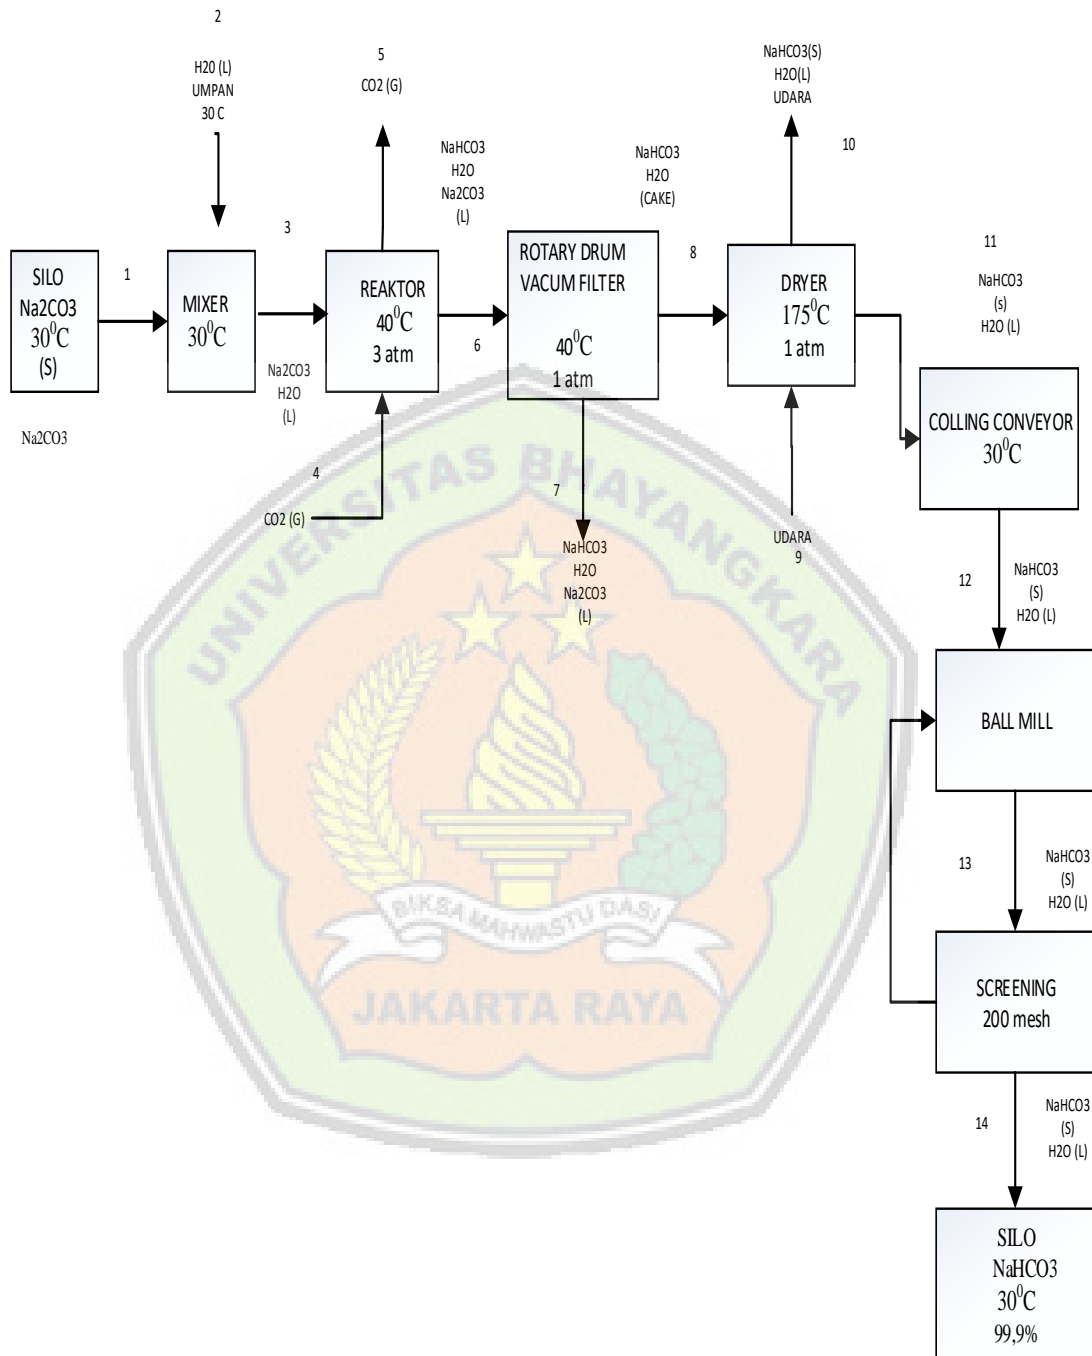 2
H20 (L)
UMPAN
30 C
5
CO2 (G)
NaHCO3(S)
H2O(L)
UDARA
10
NaHCO3
H2O
Na2CO3
(L)
NaHCO3
H2O
(CAKE)
SILO
Na2CO3
30⁰C
(S)
Na2CO3
1
MIXER
30⁰C
3
Na2CO3
H2O
(L)
REAKTOR
40⁰C
3 atm
4
CO2 (G)
6
ROTARY DRUM
VACUM FILTER
40⁰C
1 atm
7
NaHCO3
H2O
Na2CO3
(L)
8
DRYER
175⁰C
1 atm
UDARA
9
11
NaHCO3
(s)
H2O (L)
COLLING CONVEYOR
30⁰C
12
NaHCO3
(S)
H2O (L)
BALL MILL
13
NaHCO3
(S)
H2O (L)
SCREENING
200 mesh
14
NaHCO3
(S)
H2O (L)
SILO
NaHCO3
30⁰C
99,9%
UNIVERSITAS BHAYANGKARA
BIKSA MAHWASTU DASI
JAKARTA RAYA